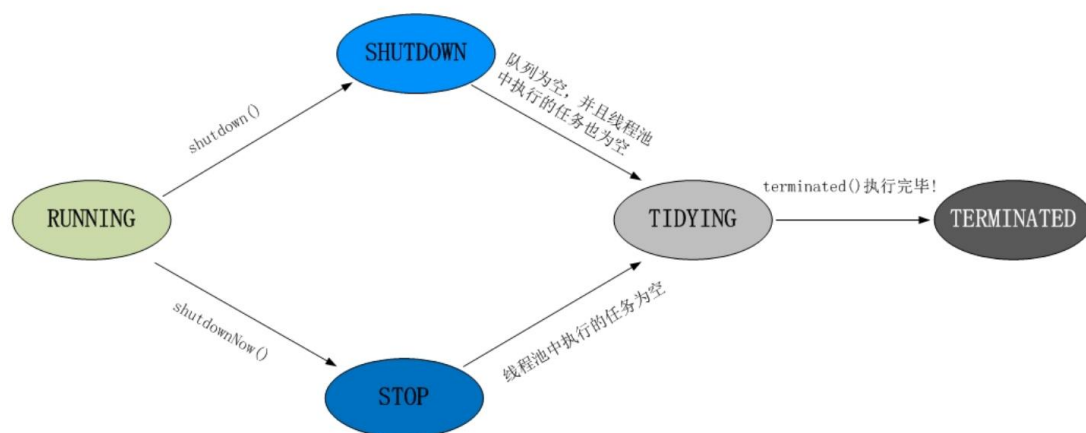 SHUTDOWN
队列为空，并且线程池
中执行的任务也为空
shutdown()
RUNNING
TIDYING
terminated()执行完毕!
TERMINATED
shutdownNow()
线程池中执行的任务为空
STOP